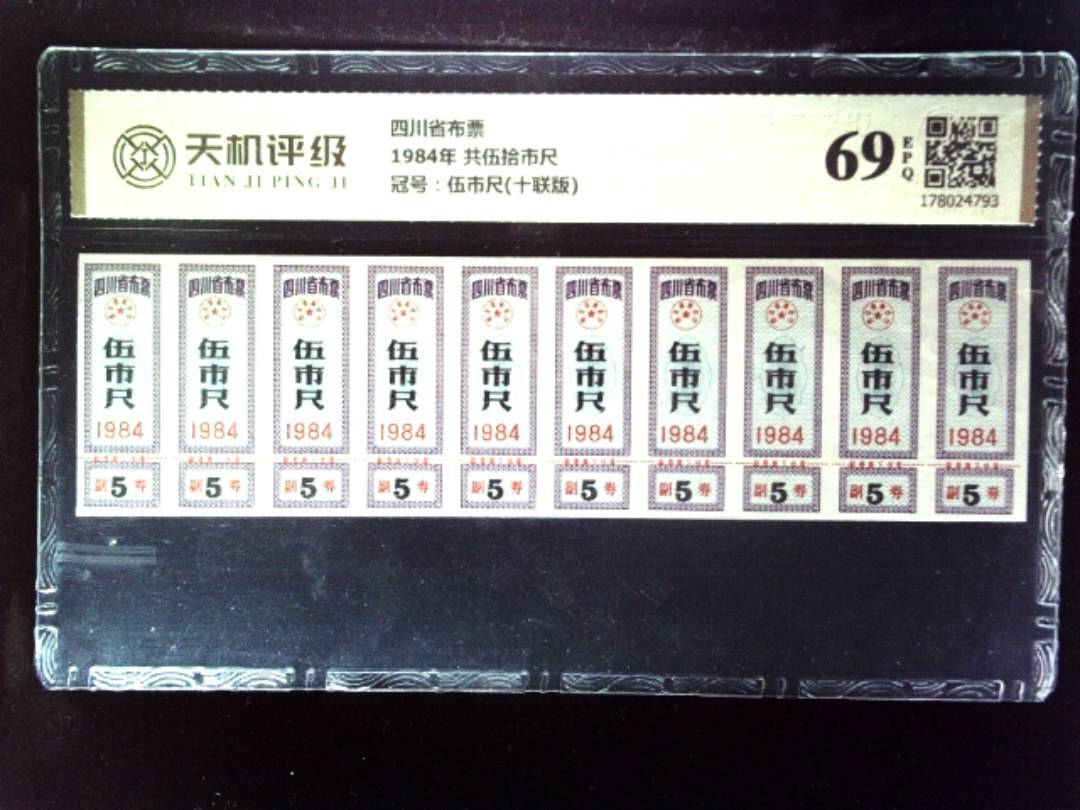 天机评级
TIAN JI PING JI
四川省布票
1984年 共伍拾市尺
冠号：伍市尺(十联版)
69
EPQ
178024793
四川省布票 四川省布票 四川省布票 四川省布票 四川省布票 四川省布票 四川省布票 四川省布票 四川省布票 四川省布票
伍市尺 伍市尺 伍市尺 伍市尺 伍市尺 伍市尺 伍市尺 伍市尺 伍市尺 伍市尺
1984 1984 1984 1984 1984 1984 1984 1984 1984 1984
副5券 副5券 副5券 副5券 副5券 副5券 副5券 副5券 副5券 副5券